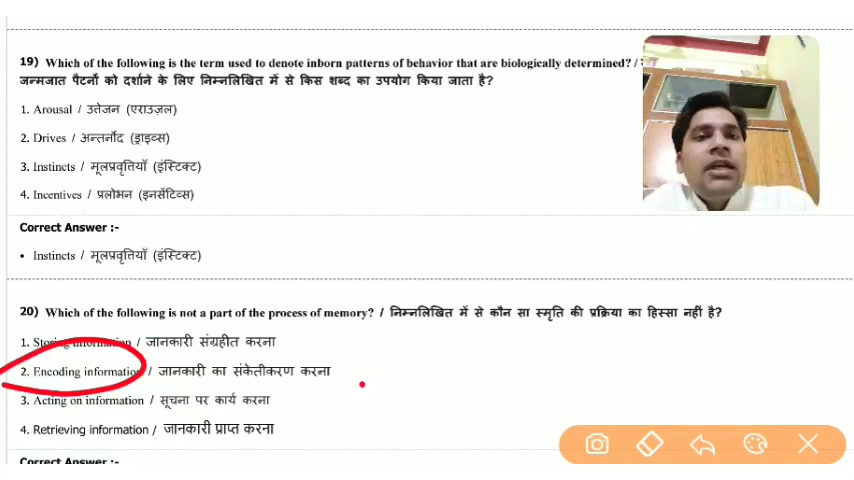 19) Which of the following is the term used to denote inborn patterns of behavior that are biologically determined? /
जन्मजात पैटर्नों को दर्शाने के लिए निम्नलिखित में से किस शब्द का उपयोग किया जाता है?
1. Arousal / उत्तेजन (एराउज़ल)
2. Drives / अन्तर्नोद (ड्राइव्स)
3. Instincts / मूलप्रवृत्तियाँ (इंस्टिक्ट)
4. Incentives / प्रलोभन (इनसेंटिव्स)
Correct Answer :-
• Instincts / मूलप्रवृत्तियाँ (इंस्टिक्ट)
20) Which of the following is not a part of the process of memory? / निम्नलिखित में से कौन सा स्मृति की प्रक्रिया का हिस्सा नहीं है?
1. Storing information / जानकारी संग्रहीत करना
2. Encoding information / जानकारी का संकेतीकरण करना
3. Acting on information / सूचना पर कार्य करना
4. Retrieving information / जानकारी प्राप्त करना
Correct Answer :-